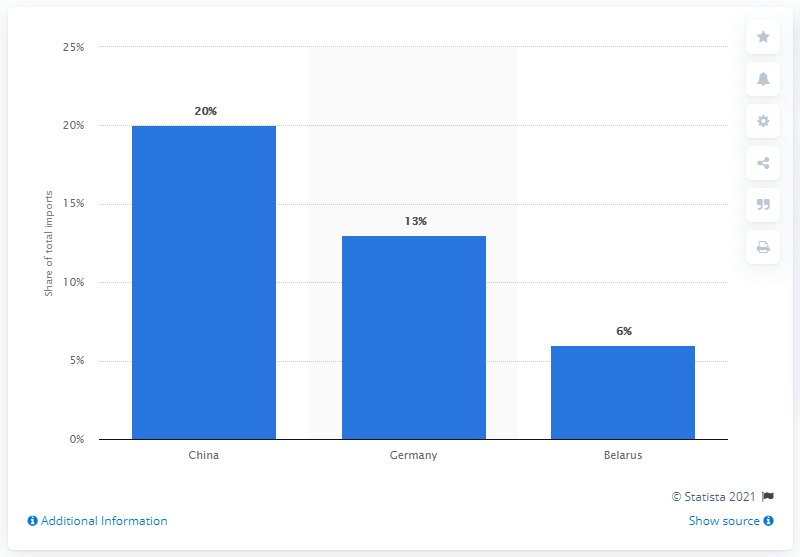 25%
20%
15%
10%
5%
0%
Share of total imports
20%
13%
6%
China
Germany
Belarus
© Statista 2021
Additional Information
Show source